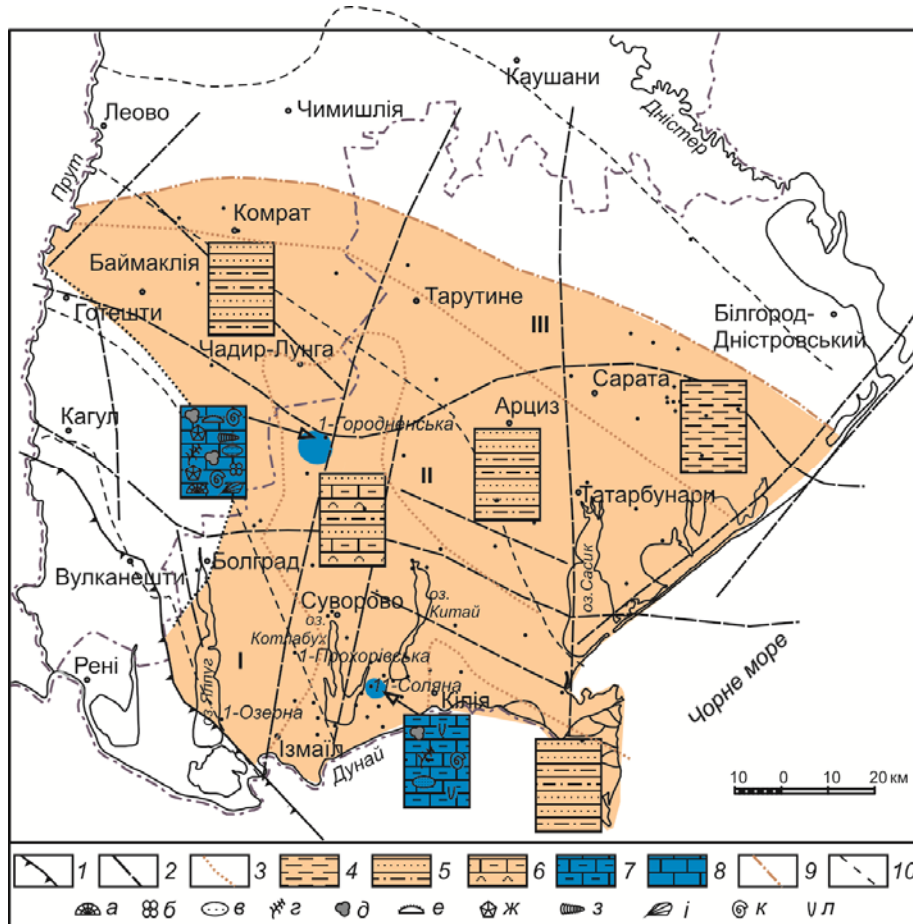 Каушани
Леово
Чимишлія
Дністер
Прут
Комрат
Баймаклія
Готешти
Тарутине
III
Білгород-
Дністровський
Чадир-Лунга
Сарата
Кагул
1-Городненська
Арциз
II
Татарбунари
Вулканешти
Болград
оз.Сасик
Суворово
оз.
Китай
оз.
Котлабух
I
1-Прохорівська
Рені
оз.Ялпуг
1-Соляна
Кілія
Чорне море
1-Озерна
Ізмаїл
Дунай
10 0 10 20 км
1 2 3 4 5 6 7 8 9 10
а б в г д е ж з і к л